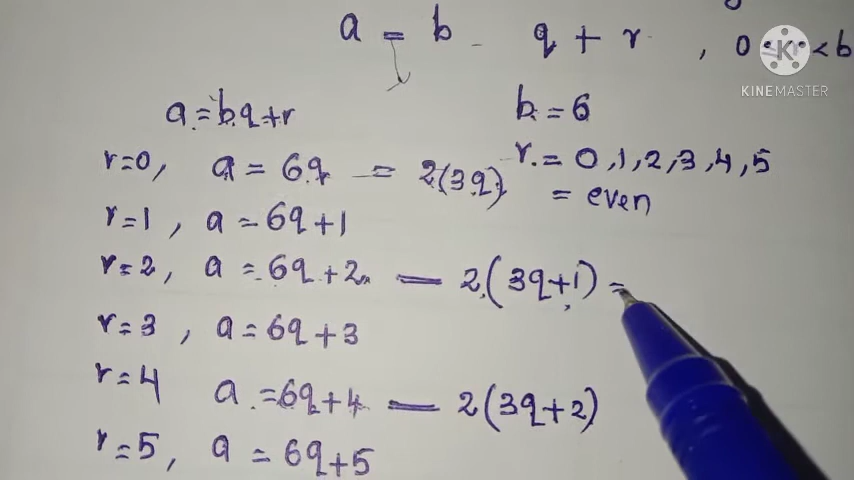 a = b q + r , 0 ≤ r < b
KINEMASTER
a = bq + r
b = 6
r = 0, 1, 2, 3, 4, 5
r=0, a = 6q = 2(3q) = even
r=1, a = 6q + 1
r=2, a = 6q + 2 — 2(3q+1) =
r=3, a = 6q + 3
r=4 a = 6q + 4 — 2(3q+2)
r=5, a = 6q + 5